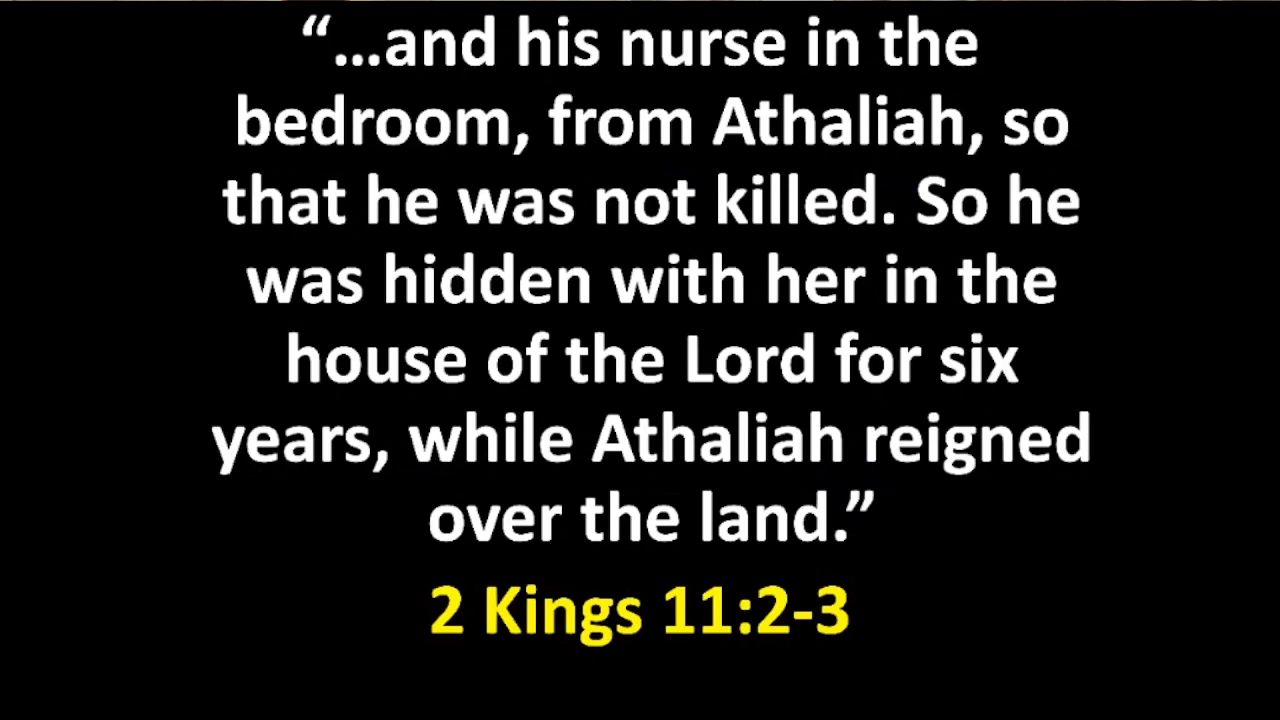 “...and his nurse in the
bedroom, from Athaliah, so
that he was not killed. So he
was hidden with her in the
house of the Lord for six
years, while Athaliah reigned
over the land.”
2 Kings 11:2-3